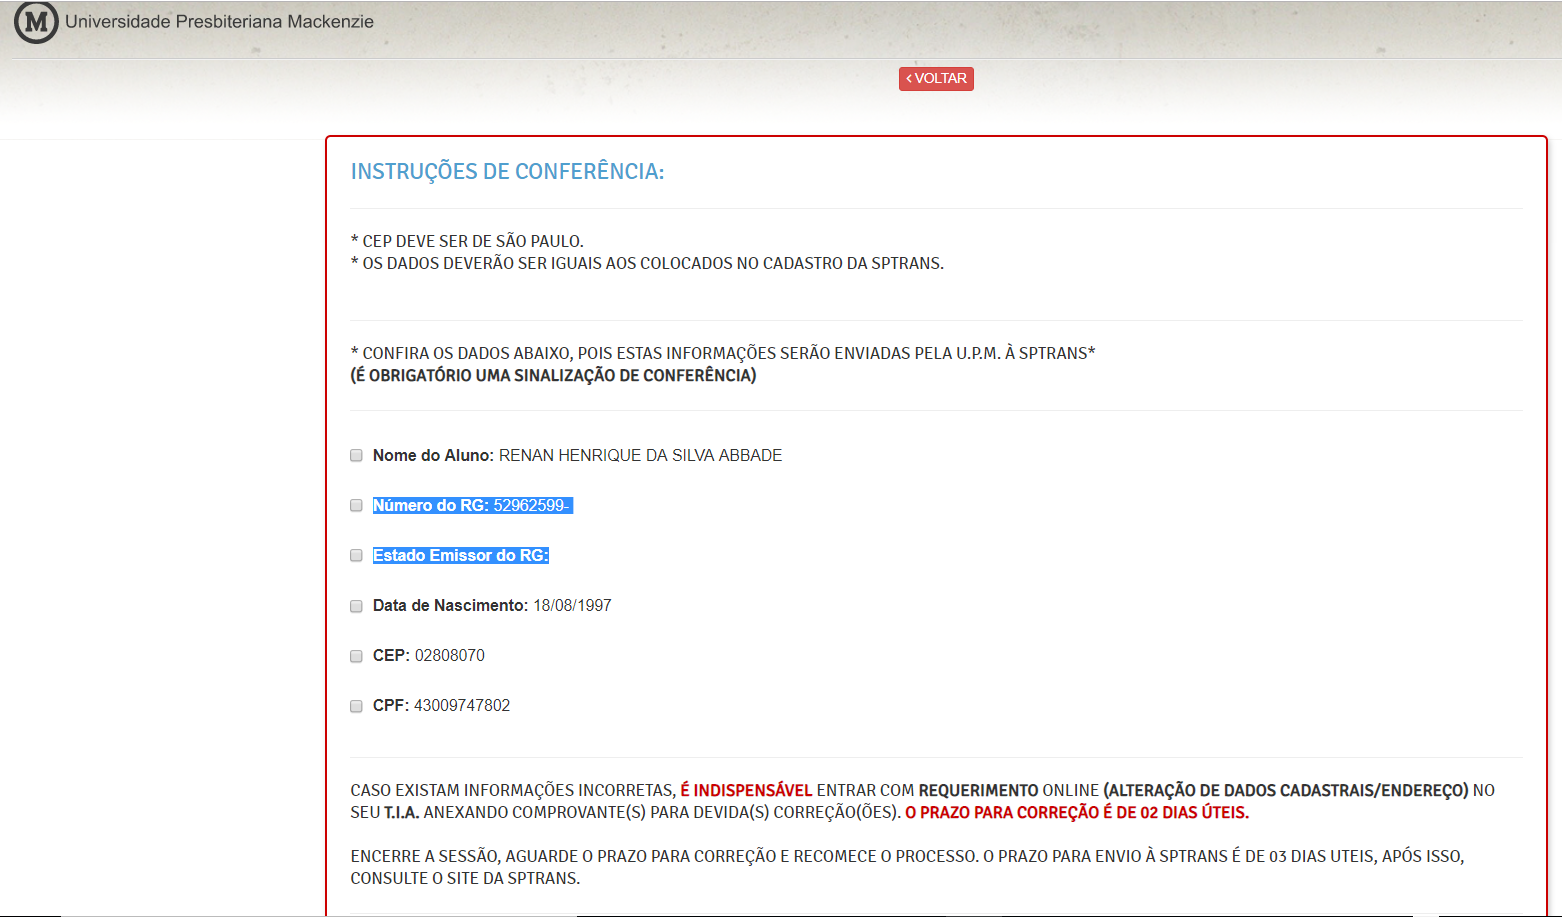 M Universidade Presbiteriana Mackenzie
< VOLTAR
INSTRUÇÕES DE CONFERÊNCIA:
* CEP DEVE SER DE SÃO PAULO.
* OS DADOS DEVERÃO SER IGUAIS AOS COLOCADOS NO CADASTRO DA SPTRANS.
* CONFIRA OS DADOS ABAIXO, POIS ESTAS INFORMAÇÕES SERÃO ENVIADAS PELA U.P.M. À SPTRANS*
(É OBRIGATÓRIO UMA SINALIZAÇÃO DE CONFERÊNCIA)
Nome do Aluno: RENAN HENRIQUE DA SILVA ABBADE
Número do RG: 52962599-
Estado Emissor do RG:
Data de Nascimento: 18/08/1997
CEP: 02808070
CPF: 43009747802
CASO EXISTAM INFORMAÇÕES INCORRETAS, É INDISPENSÁVEL ENTRAR COM REQUERIMENTO ONLINE (ALTERAÇÃO DE DADOS CADASTRAIS/ENDEREÇO) NO
SEU T.I.A. ANEXANDO COMPROVANTE(S) PARA DEVIDA(S) CORREÇÃO(ÕES). O PRAZO PARA CORREÇÃO É DE 02 DIAS ÚTEIS.
ENCERRE A SESSÃO, AGUARDE O PRAZO PARA CORREÇÃO E RECOMECE O PROCESSO. O PRAZO PARA ENVIO À SPTRANS É DE 03 DIAS UTEIS, APÓS ISSO,
CONSULTE O SITE DA SPTRANS.